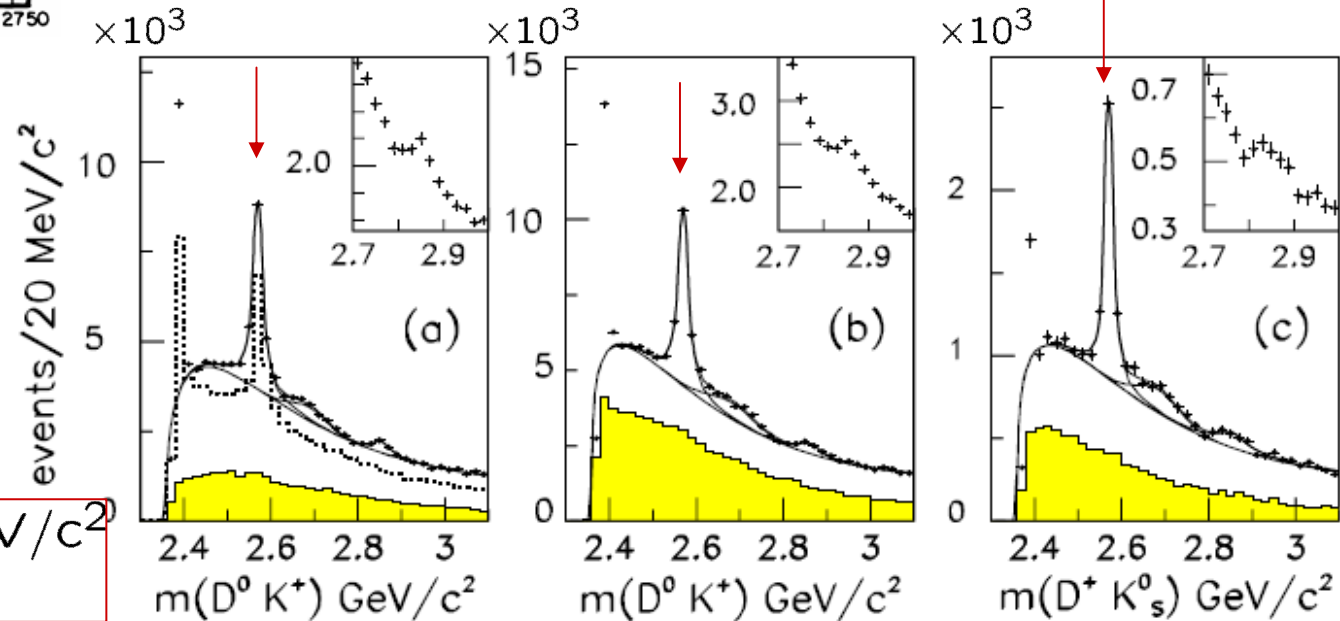 2750
×10³ ×10³ ×10³
events/20 MeV/c²
10
5
0
2.4 2.6 2.8 3
m(D⁰ K⁺) GeV/c²
2.0
2.7 2.9
(a)
15
10
5
0
2.4 2.6 2.8 3
m(D⁰ K⁺) GeV/c²
3.0
2.0
2.7 2.9
(b)
2
1
0
2.4 2.6 2.8 3
m(D⁺ K⁰ₛ) GeV/c²
0.7
0.5
0.3
2.7 2.9
(c)
V/c²